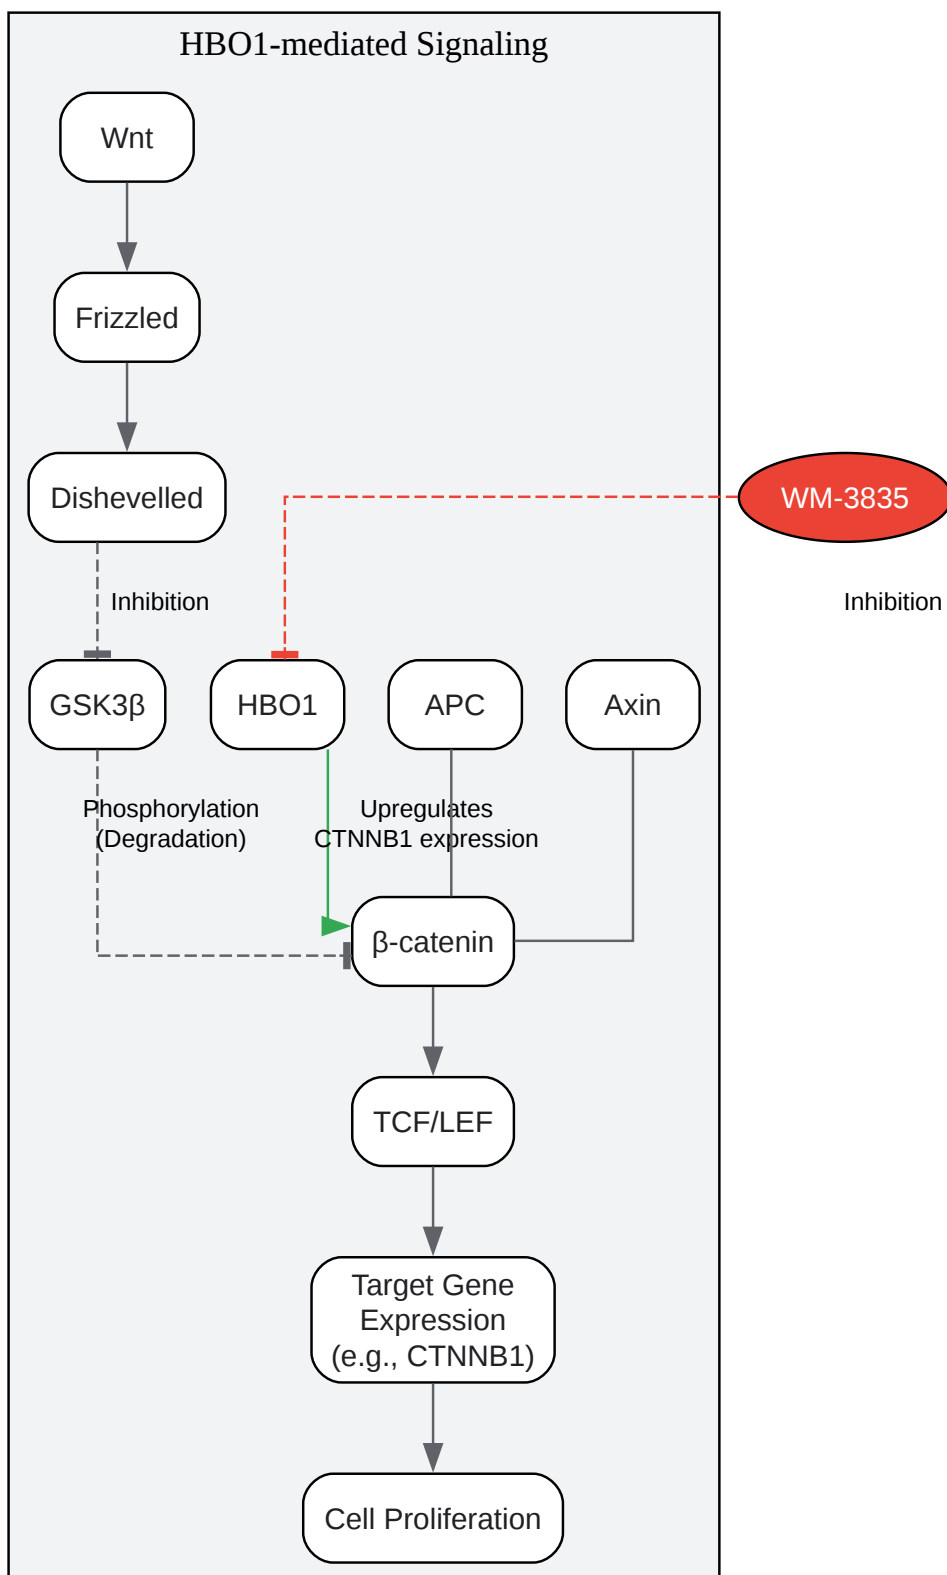 HBO1-mediated Signaling
Wnt
Frizzled
Dishevelled
WM-3835
Inhibition
Inhibition
GSK3β
HBO1
APC
Axin
Phosphorylation
(Degradation)
Upregulates
CTNNB1 expression
β-catenin
TCF/LEF
Target Gene
Expression
(e.g., CTNNB1)
Cell Proliferation